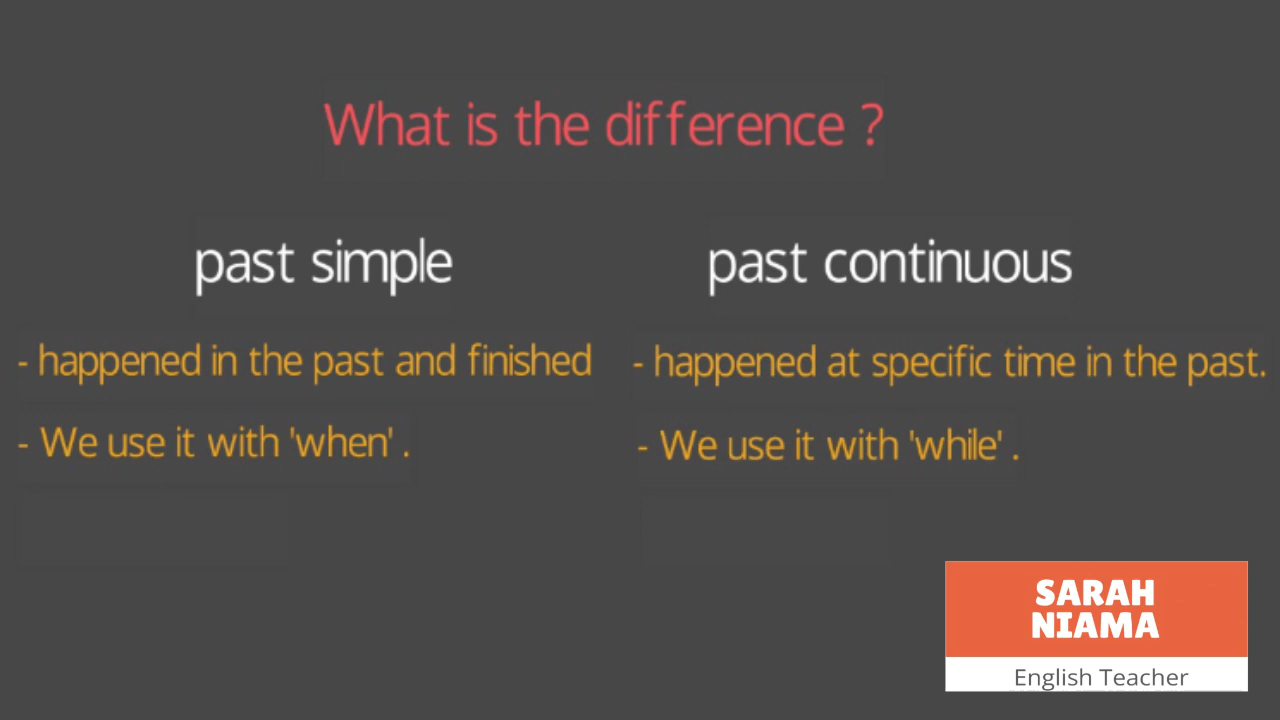 What is the difference ?
past simple
past continuous
- happened in the past and finished
- happened at specific time in the past.
- We use it with 'when' .
- We use it with 'while' .
SARAH
NIAMA
English Teacher